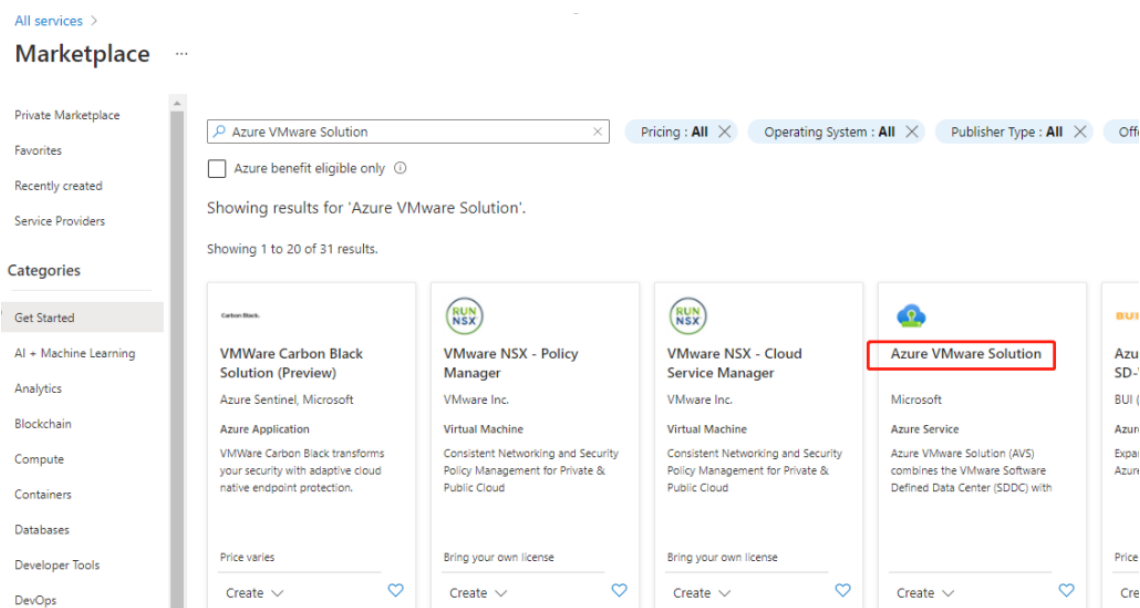 All services >
Marketplace ...
Private Marketplace
Favorites
Recently created
Service Providers
Categories
Get Started
AI + Machine Learning
Analytics
Blockchain
Compute
Containers
Databases
Developer Tools
DevOps
Azure VMware Solution
Pricing : All
Operating System : All
Publisher Type : All
Azure benefit eligible only
Showing results for 'Azure VMware Solution'.
Showing 1 to 20 of 31 results.
Carbon Black.
VMWare Carbon Black
Solution (Preview)
Azure Sentinel, Microsoft
Azure Application
VMWare Carbon Black transforms
your security with adaptive cloud
native endpoint protection.
Price varies
Create
RUN
NSX
VMware NSX - Policy
Manager
VMware Inc.
Virtual Machine
Consistent Networking and Security
Policy Management for Private &
Public Cloud
Bring your own license
Create
RUN
NSX
VMware NSX - Cloud
Service Manager
VMware Inc.
Virtual Machine
Consistent Networking and Security
Policy Management for Private &
Public Cloud
Bring your own license
Create
Azure VMware Solution
Microsoft
Azure Service
Azure VMware Solution (AVS)
combines the VMware Software
Defined Data Center (SDDC) with
Create
BUI
SD-
BUI (
Price